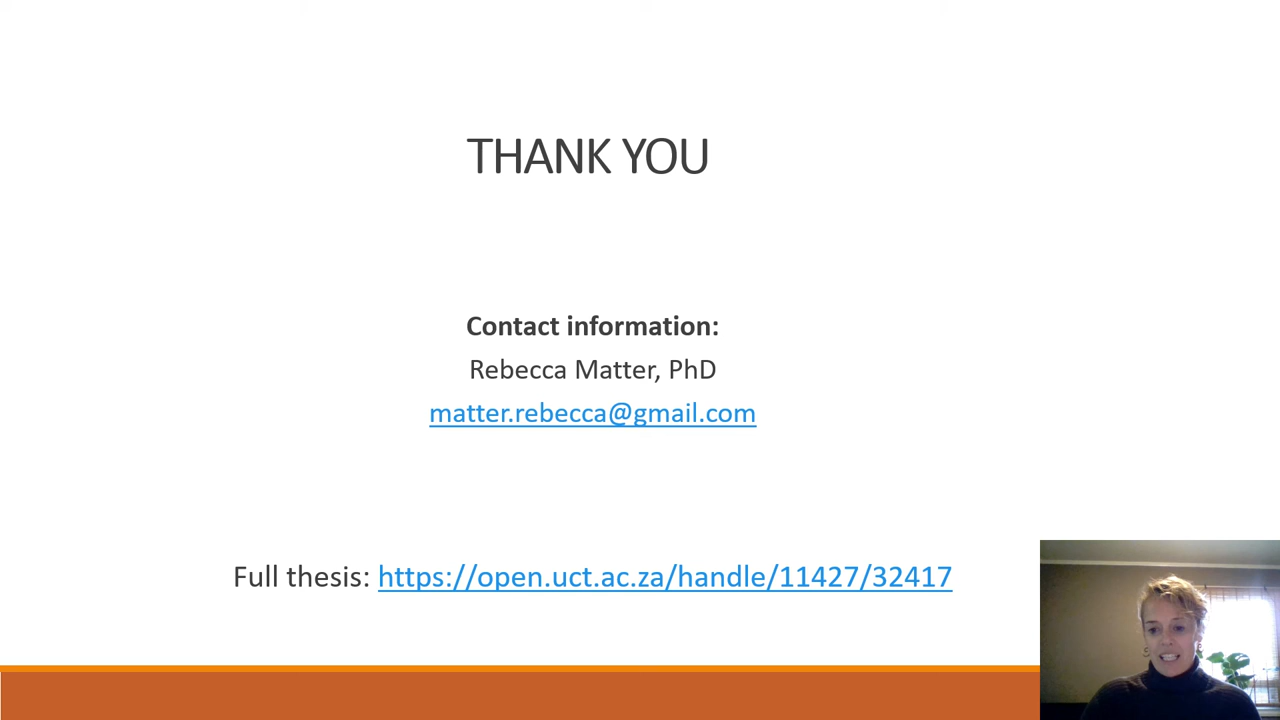 THANK YOU
Contact information:
Rebecca Matter, PhD
matter.rebecca@gmail.com
Full thesis: https://open.uct.ac.za/handle/11427/32417